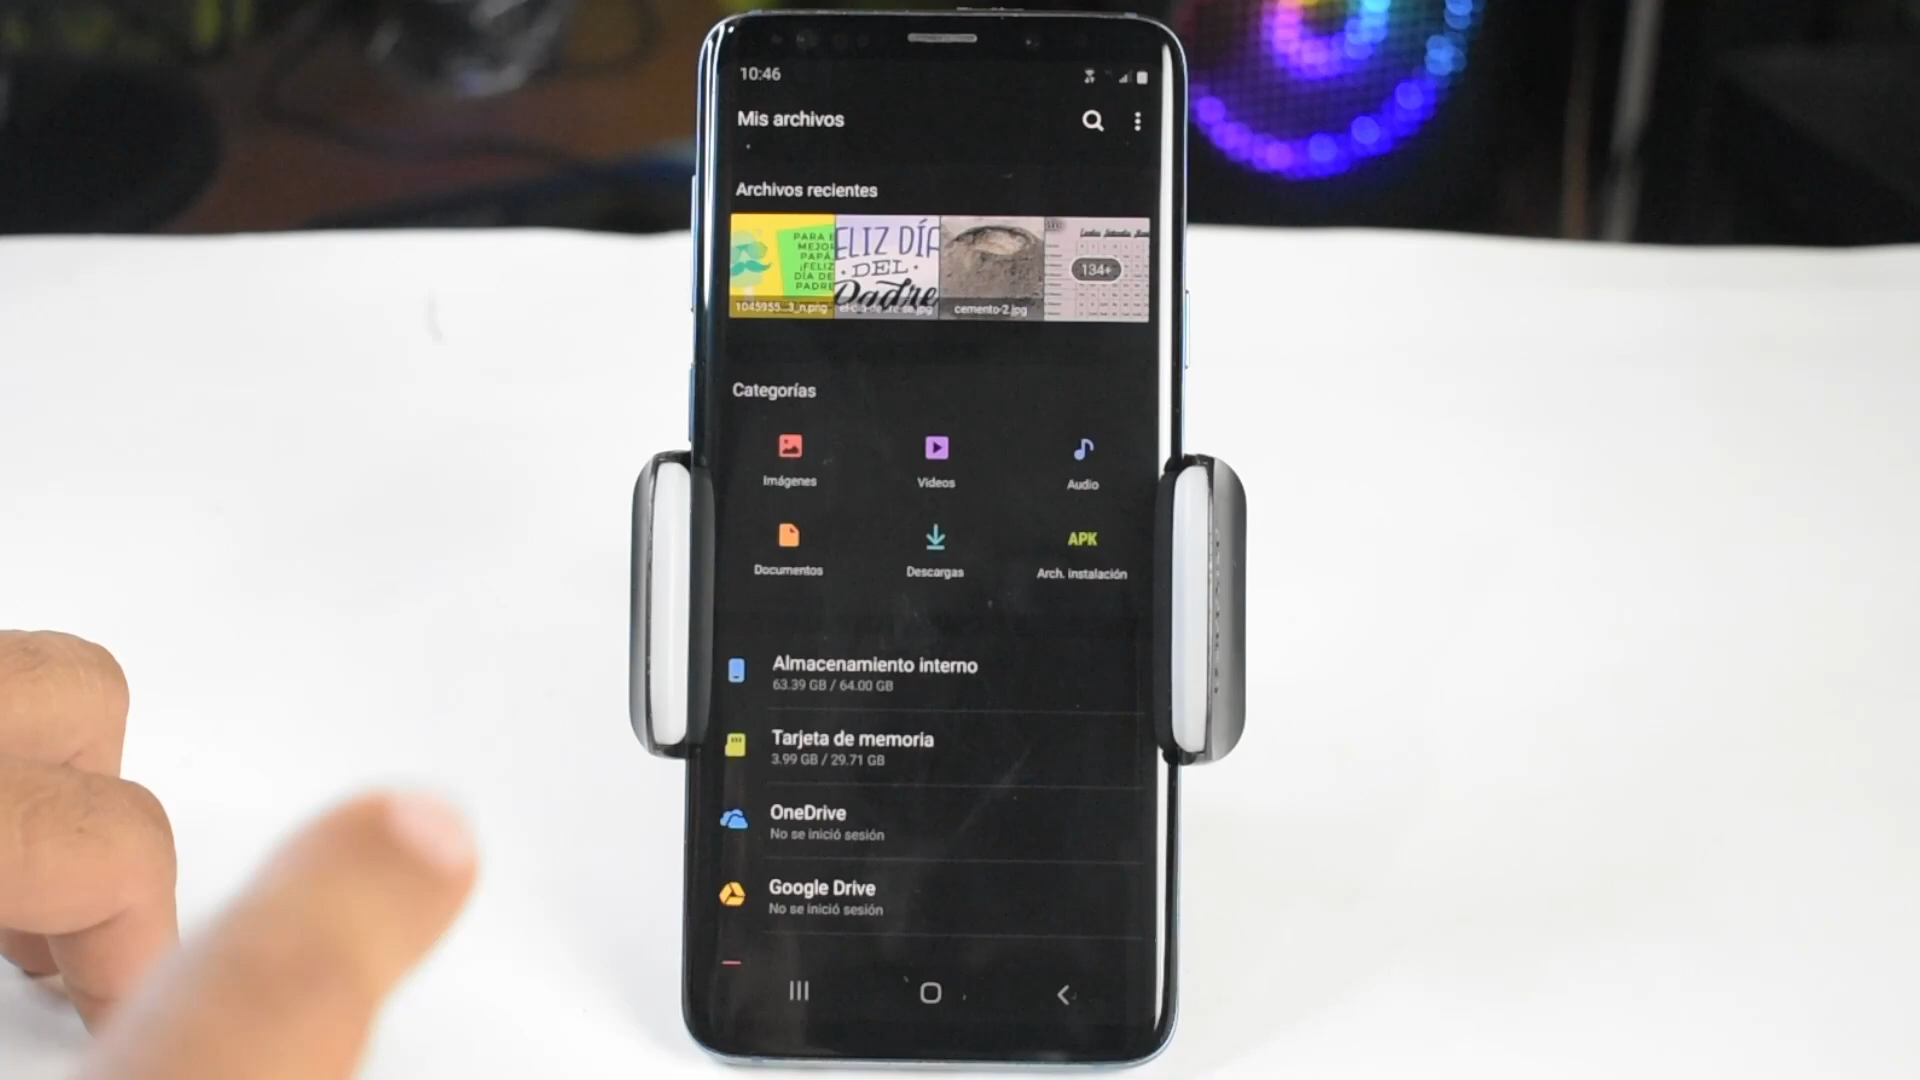 10:46
Mis archivos
Archivos recientes
PARA
MEJOR
PAPÁ
¡FELIZ
DÍA DE
PADRE
1045955...3_n.png
FELIZ DÍA
·DEL·
Padre
cemento-2.jpg
134+
Categorías
Imágenes
Videos
Audio
Documentos
Descargas
APK
Arch. instalación
Almacenamiento interno
63.39 GB / 64.00 GB
Tarjeta de memoria
3.99 GB / 29.71 GB
OneDrive
No se inició sesión
Google Drive
No se inició sesión